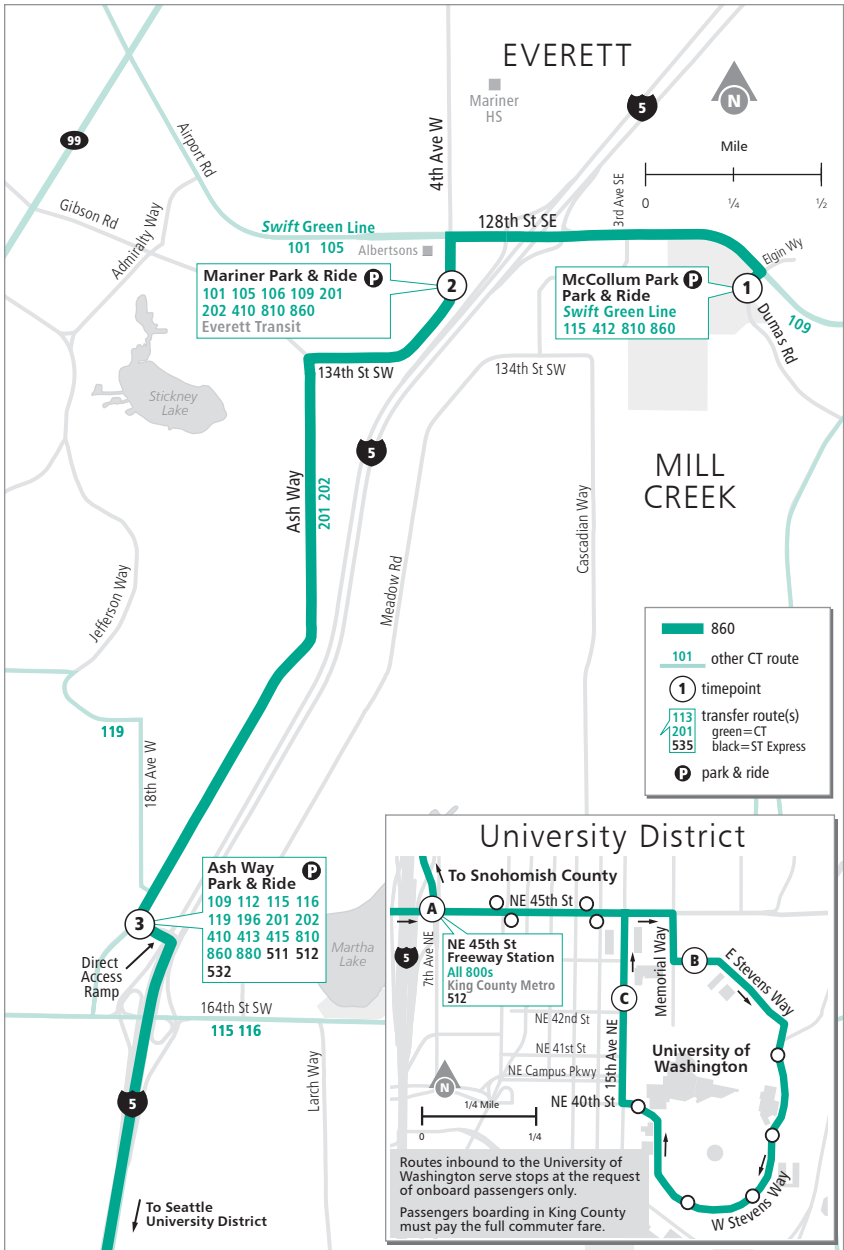 EVERETT
Mariner
HS
5
N
Mile
0
¼
½
99
Airport Rd
4th Ave W
3rd Ave SE
Gibson Rd
Admiralty Way
Swift Green Line
101 105
Albertsons
128th St SE
Elgin Wy
Mariner Park & Ride P
101 105 106 109 201
202 410 810 860
Everett Transit
2
McCollum Park P
Park & Ride
Swift Green Line
115 412 810 860
1
109
Dumas Rd
134th St SW
134th St SW
Stickney
Lake
5
MILL
CREEK
Ash Way
201 202
Cascadian Way
Meadow Rd
Jefferson Way
860
101 other CT route
1 timepoint
113 transfer route(s)
201 green=CT
535 black=ST Express
P park & ride
119
18th Ave W
Ash Way P
Park & Ride
109 112 115 116
119 196 201 202
410 413 415 810
860 880 511 512
532
3
Direct
Access
Ramp
Martha
Lake
164th St SW
115 116
Larch Way
5
To Seattle
University District
University District
To Snohomish County
A
NE 45th St
5
7th Ave NE
NE 45th St
Freeway Station
All 800s
King County Metro
512
Memorial Way
B
E Stevens Way
C
NE 42nd St
15th Ave NE
NE 41st St
NE Campus Pkwy
University of
Washington
N
NE 40th St
1/4 Mile
0
1/4
W Stevens Way
Routes inbound to the University of
Washington serve stops at the request
of onboard passengers only.
Passengers boarding in King County
must pay the full commuter fare.